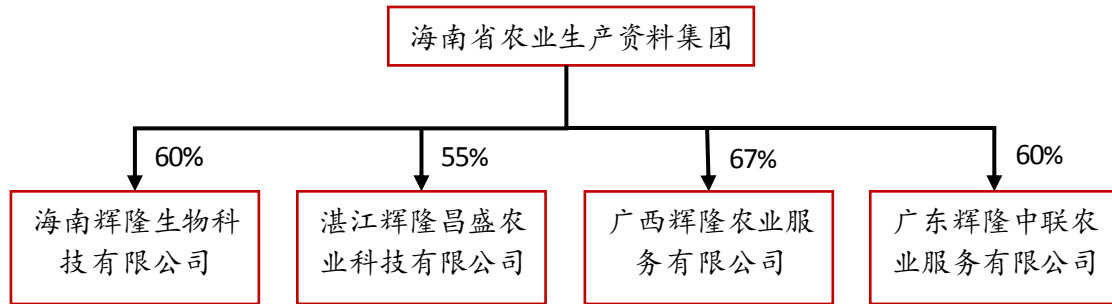 海南省农业生产资料集团
60%
55%
67%
60%
海南辉隆生物科
技有限公司
湛江辉隆昌盛农
业科技有限公司
广西辉隆农业服
务有限公司
广东辉隆中联农
业服务有限公司